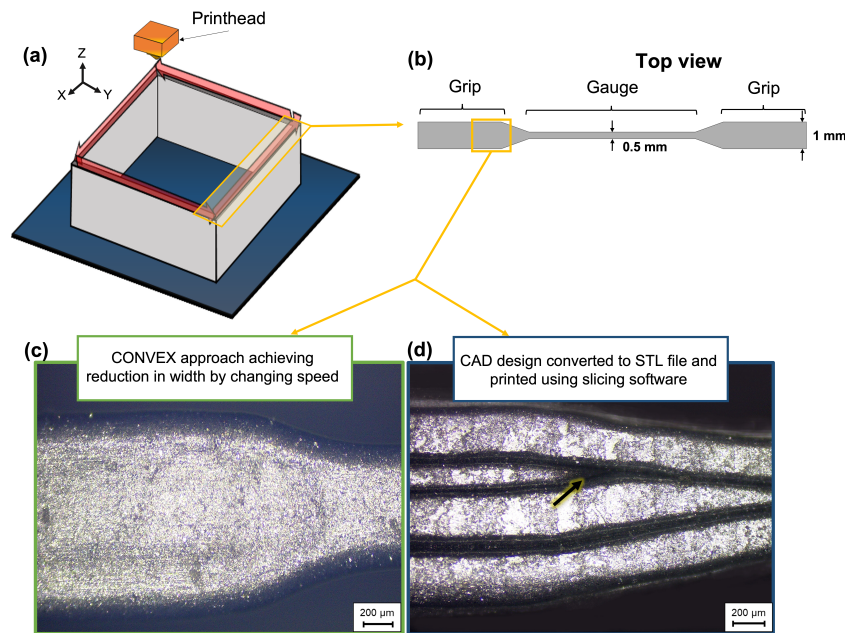 Printhead
(a)
Z
X
Y
(b)
Top view
Grip
Gauge
Grip
0.5 mm
1 mm
(c)
CONVEX approach achieving
reduction in width by changing speed
200 µm
(d)
CAD design converted to STL file and
printed using slicing software
200 µm